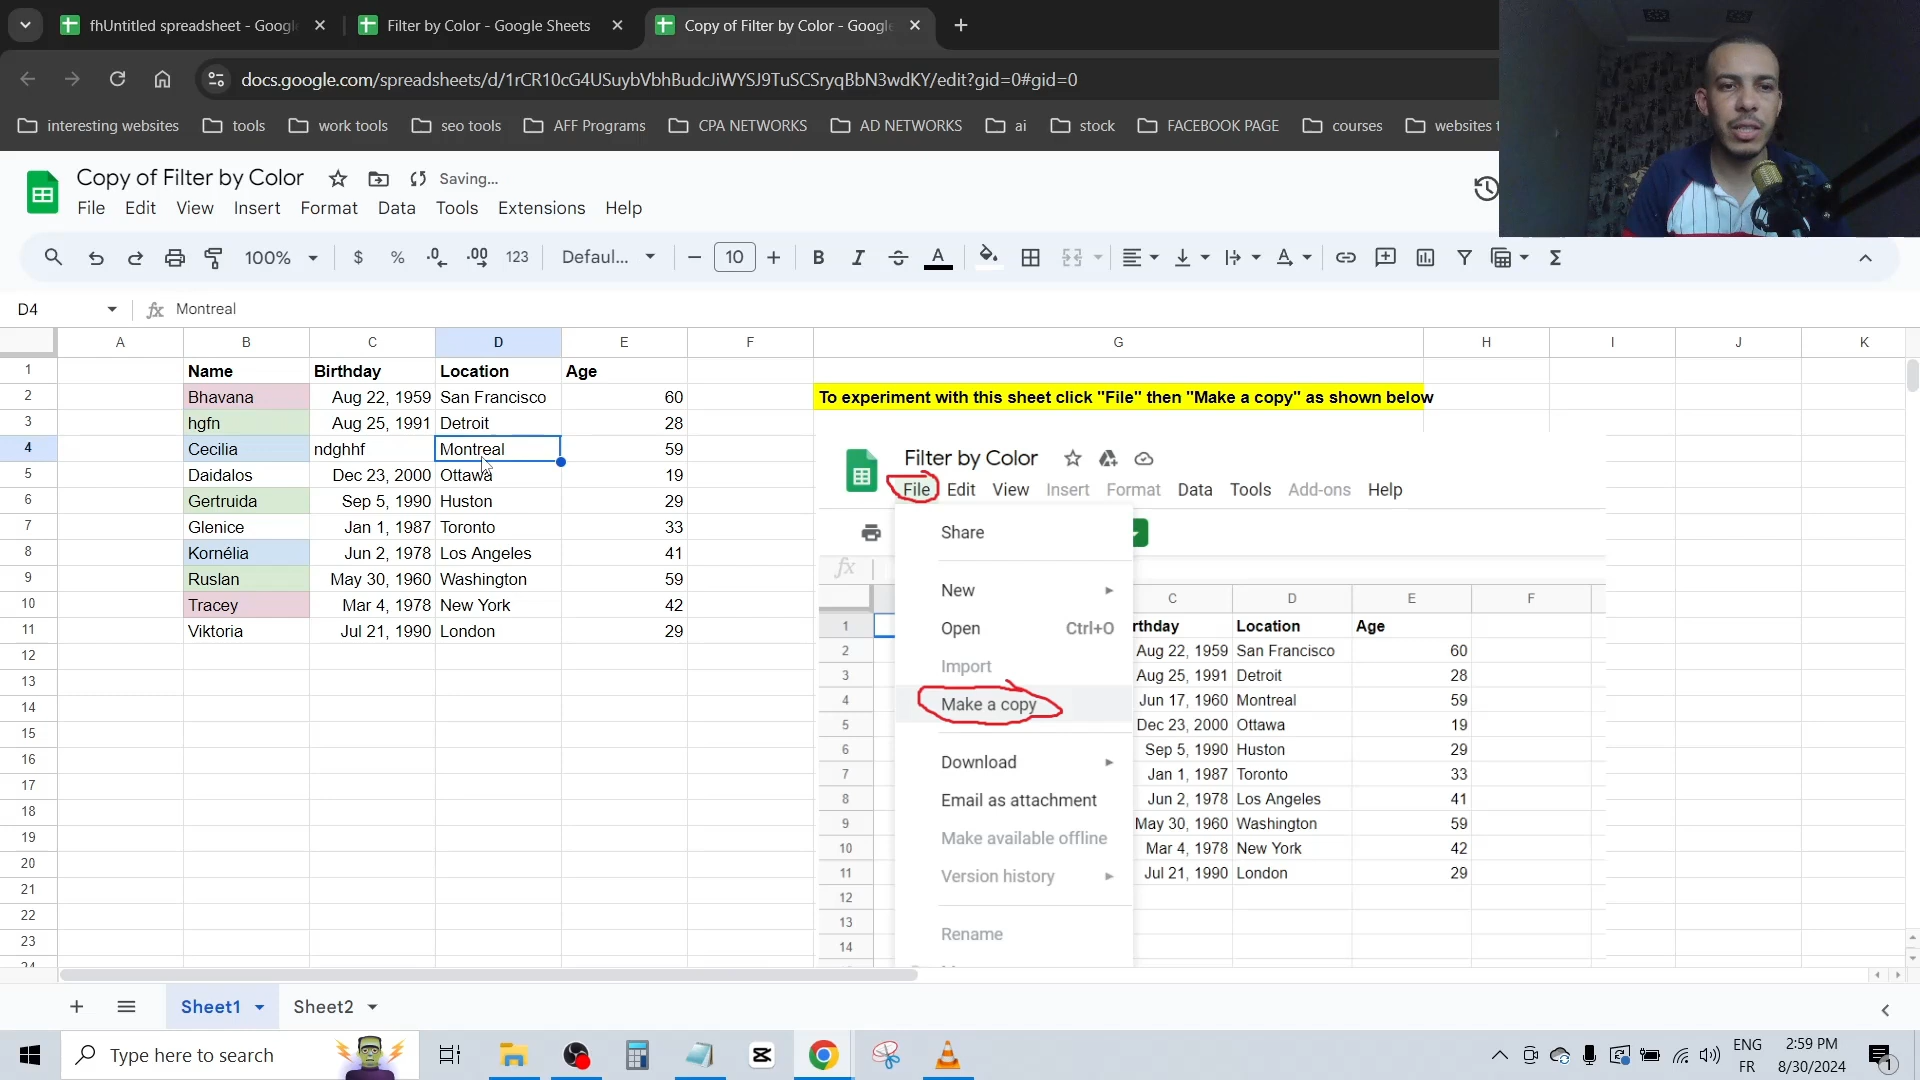 fhUntitled spreadsheet - Googl
Filter by Color - Google Sheets
Copy of Filter by Color - Google
docs.google.com/spreadsheets/d/1rCR10cG4USuybVbhBudcJiWYSJ9TuSCSryqBbN3wdKY/edit?gid=0#gid=0
interesting websites tools work tools seo tools AFF Programs CPA NETWORKS AD NETWORKS ai stock FACEBOOK PAGE courses websites t
Copy of Filter by Color Saving...
File Edit View Insert Format Data Tools Extensions Help
100% $ % .0 .00 123 Defaul... 10 B I A
D4 fx Montreal
A B C D E F G H I J K
1 Name Birthday Location Age
2 Bhavana Aug 22, 1959 San Francisco 60 To experiment with this sheet click "File" then "Make a copy" as shown below
3 hgfn Aug 25, 1991 Detroit 28
4 Cecilia ndghhf Montreal 59
5 Daidalos Dec 23, 2000 Ottawa 19
6 Gertruida Sep 5, 1990 Huston 29
7 Glenice Jan 1, 1987 Toronto 33
8 Kornélia Jun 2, 1978 Los Angeles 41
9 Ruslan May 30, 1960 Washington 59
10 Tracey Mar 4, 1978 New York 42
11 Viktoria Jul 21, 1990 London 29
12
13
14
15
16
17
18
19
20
21
22
23
24
Filter by Color
File Edit View Insert Format Data Tools Add-ons Help
Share
fx
New
Open Ctrl+O
Import
Make a copy
Download
Email as attachment
Make available offline
Version history
Rename
C D E F
1 rthday Location Age
2 Aug 22, 1959 San Francisco 60
3 Aug 25, 1991 Detroit 28
4 Jun 17, 1960 Montreal 59
5 Dec 23, 2000 Ottawa 19
6 Sep 5, 1990 Huston 29
7 Jan 1, 1987 Toronto 33
8 Jun 2, 1978 Los Angeles 41
9 May 30, 1960 Washington 59
10 Mar 4, 1978 New York 42
11 Jul 21, 1990 London 29
12
13
14
Sheet1 Sheet2
Type here to search
ENG
FR
2:59 PM
8/30/2024
1